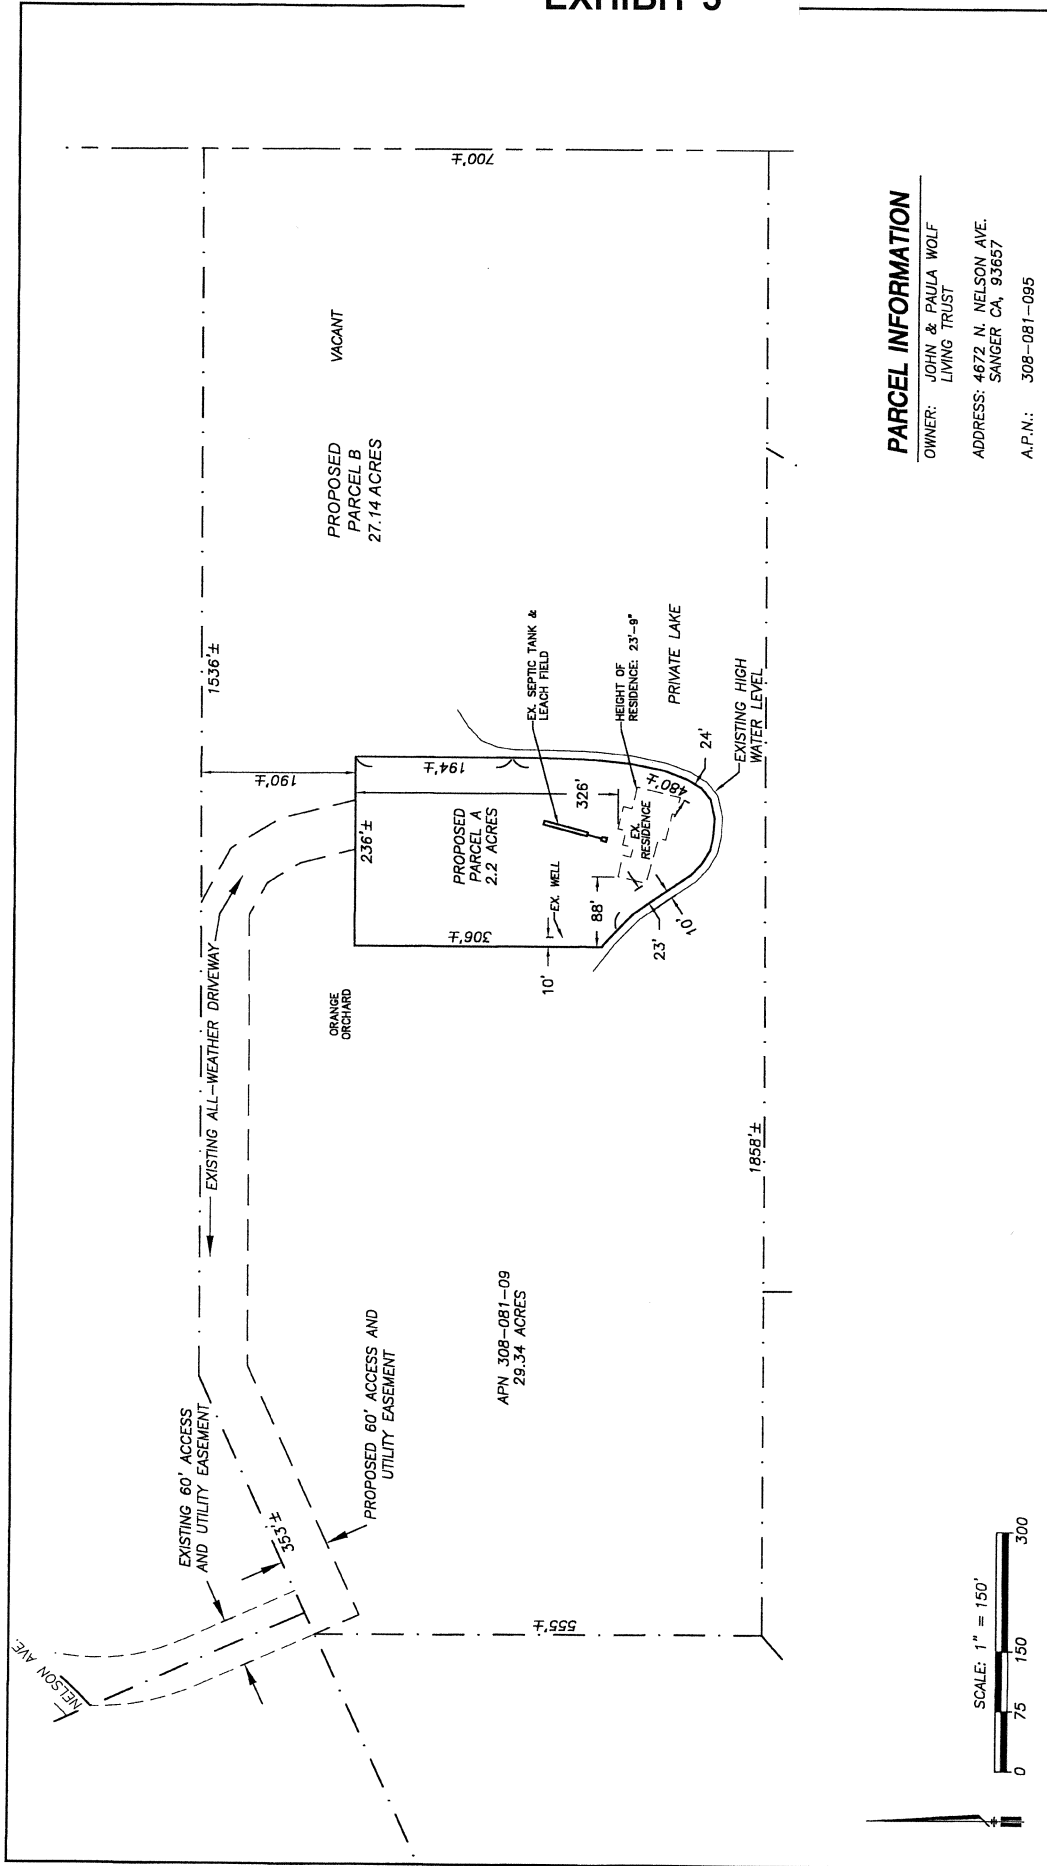 NELSON AVE.
EXISTING 60' ACCESS
AND UTILITY EASEMENT
353'±
PROPOSED 60' ACCESS AND
UTILITY EASEMENT
EXISTING ALL-WEATHER DRIVEWAY
1536'±
190'±
700'±
VACANT
PROPOSED
PARCEL B
27.14 ACRES
ORANGE
ORCHARD
236'±
194'±
306'±
PROPOSED
PARCEL A
2.2 ACRES
326'
EX. SEPTIC TANK &
LEACH FIELD
EX. WELL
10'
88'
HEIGHT OF
RESIDENCE: 23'-9"
EX.
RESIDENCE
480'±
PRIVATE LAKE
24'
23'
10'
EXISTING HIGH
WATER LEVEL
555'±
APN 308-081-09
29.34 ACRES
1858'±
SCALE: 1" = 150'
0 75 150 300
PARCEL INFORMATION
OWNER: JOHN & PAULA WOLF
LIVING TRUST
ADDRESS: 4672 N. NELSON AVE.
SANGER CA, 93657
A.P.N.: 308-081-095